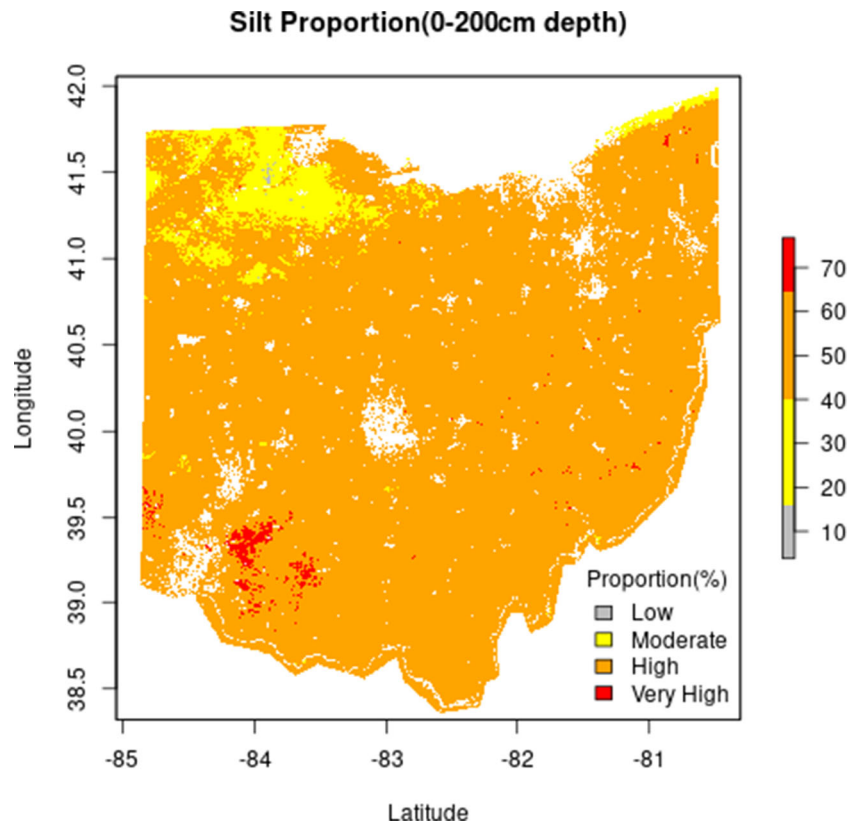 Silt Proportion(0-200cm depth)
Longitude
42.0
41.5
41.0
40.5
40.0
39.5
39.0
38.5
-85 -84 -83 -82 -81
Latitude
Proportion(%)
Low
Moderate
High
Very High
70
60
50
40
30
20
10